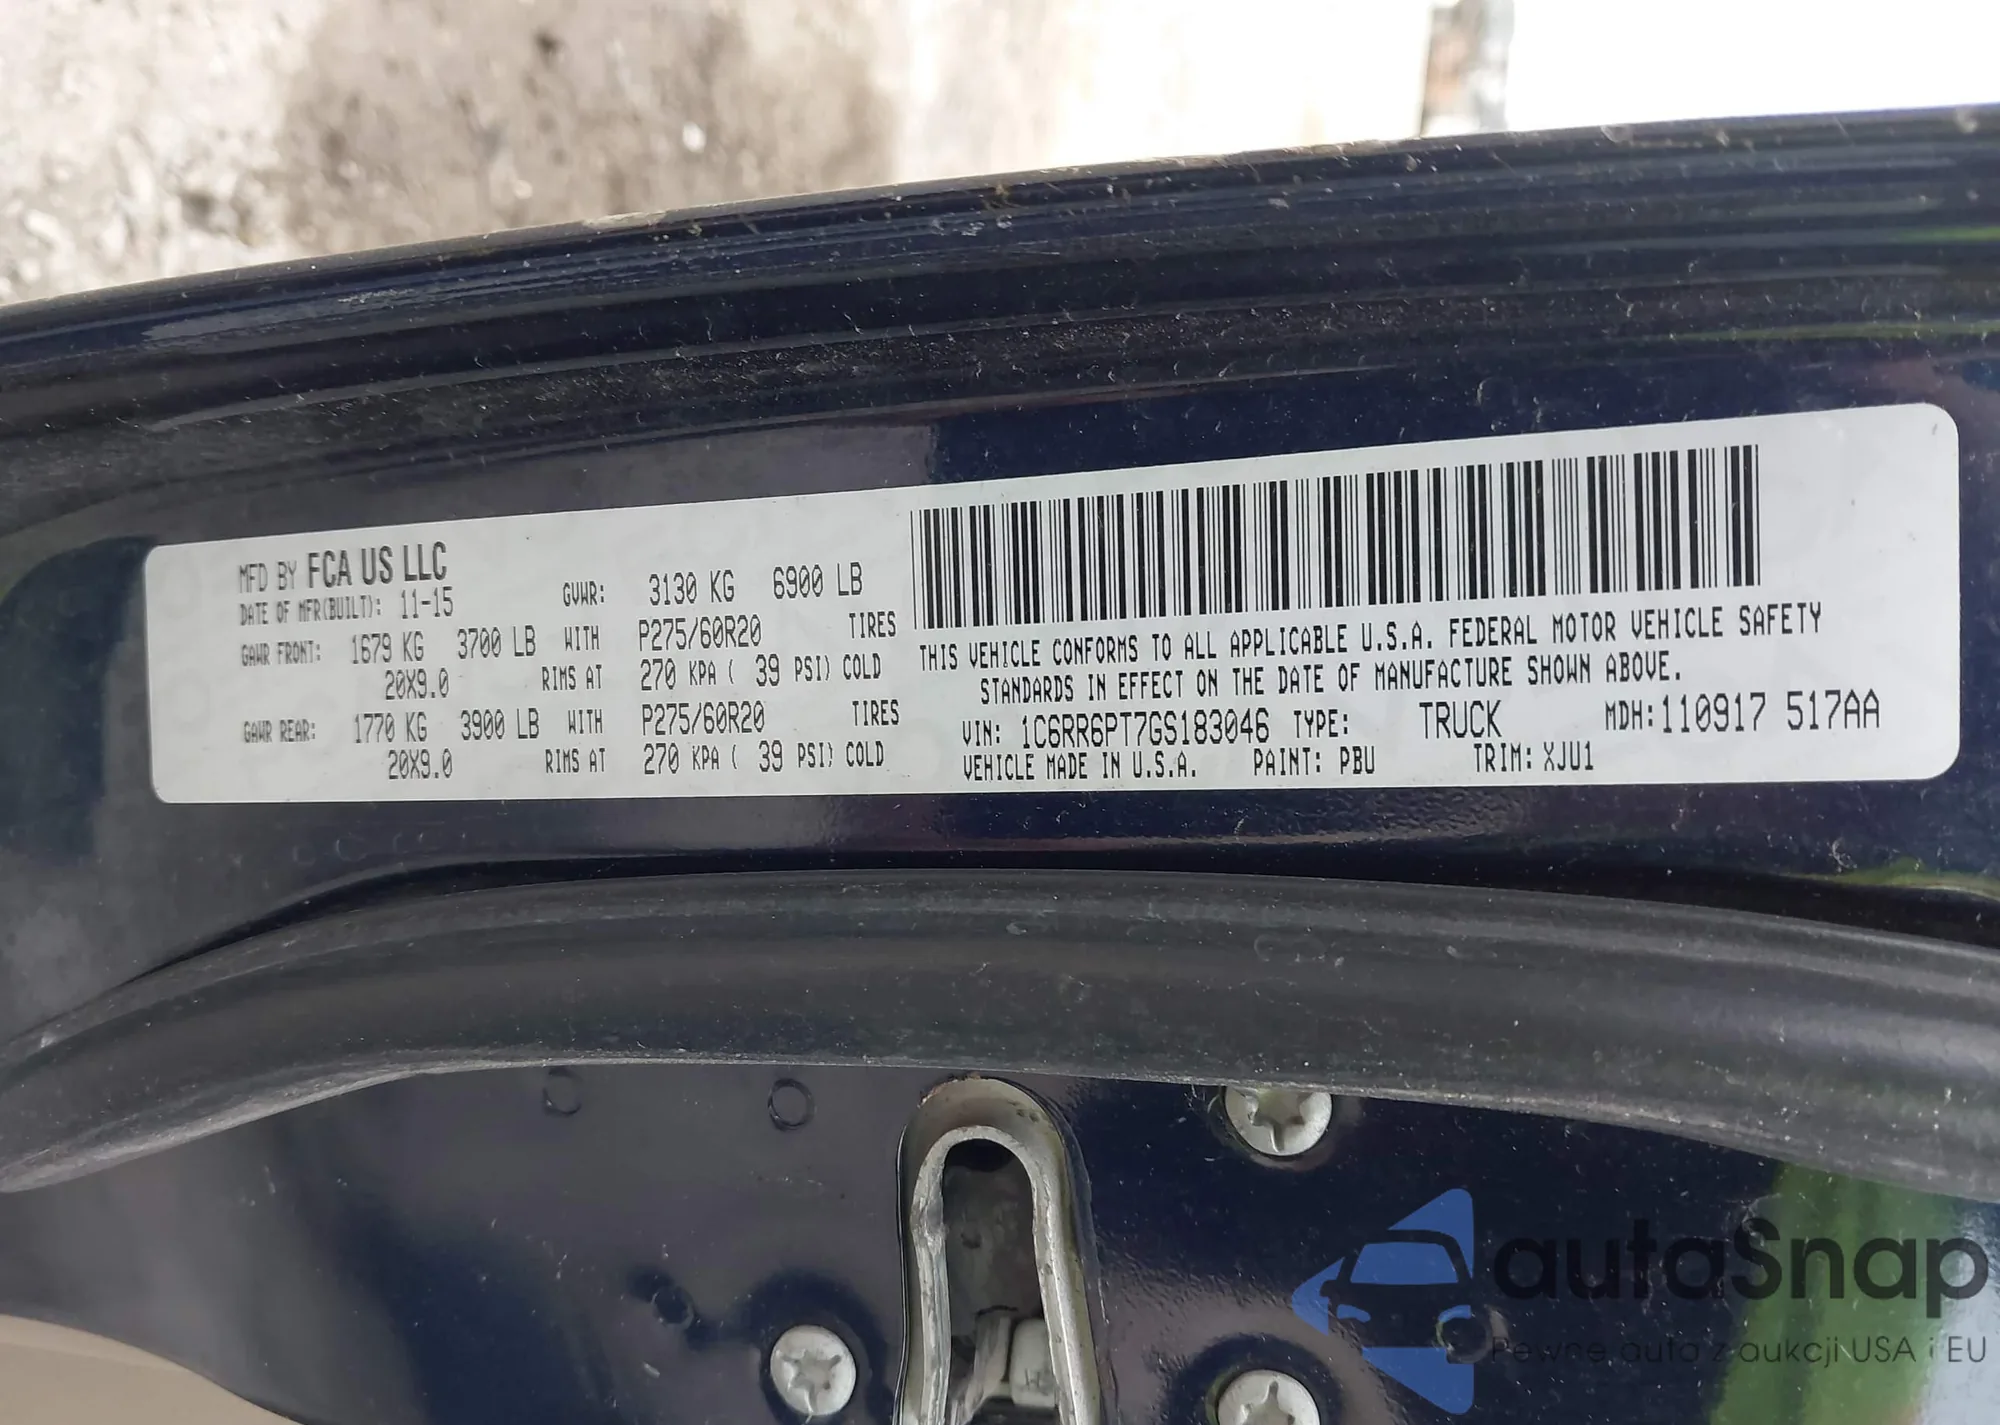 MFD BY FCA US LLC
DATE OF MFR(BUILT): 11-15 GVWR: 3130 KG 6900 LB
GAWR FRONT: 1679 KG 3700 LB WITH P275/60R20 TIRES
20X9.0 RIMS AT 270 KPA ( 39 PSI) COLD
GAWR REAR: 1770 KG 3900 LB WITH P275/60R20 TIRES
20X9.0 RIMS AT 270 KPA ( 39 PSI) COLD
THIS VEHICLE CONFORMS TO ALL APPLICABLE U.S.A. FEDERAL MOTOR VEHICLE SAFETY
STANDARDS IN EFFECT ON THE DATE OF MANUFACTURE SHOWN ABOVE.
VIN: 1C6RR6PT7GS183046 TYPE: TRUCK MDH: 110917 517AA
VEHICLE MADE IN U.S.A. PAINT: PBU TRIM: XJU1
autaSnap
Pewne auto z aukcji USA i EU